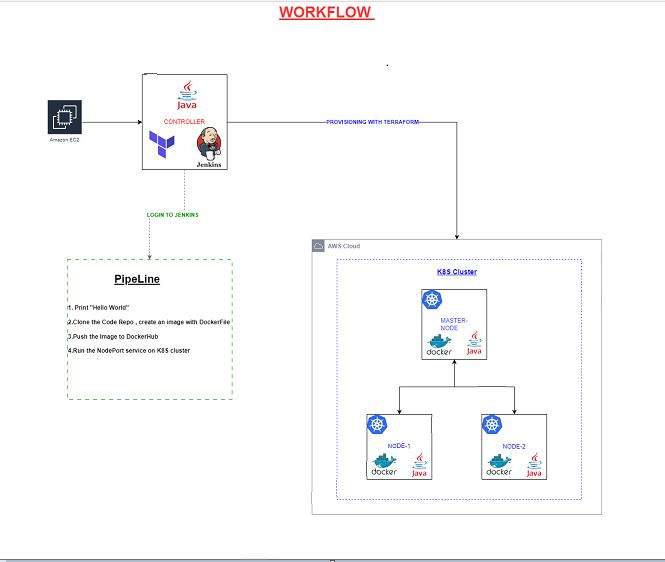 WORKFLOW
Java
CONTROLLER
Jenkins
Amazon EC2
PROVISIONING WITH TERRAFORM
LOGIN TO JENKINS
PipeLine
1. Print "Hello World"
2.Clone the Code Repo , create an image with DockerFile
3.Push the image to DockerHub
4.Run the NodePort service on K8S cluster
AWS Cloud
K8S Cluster
MASTER-
NODE
docker
Java
NODE-1
docker
Java
NODE-2
docker
Java